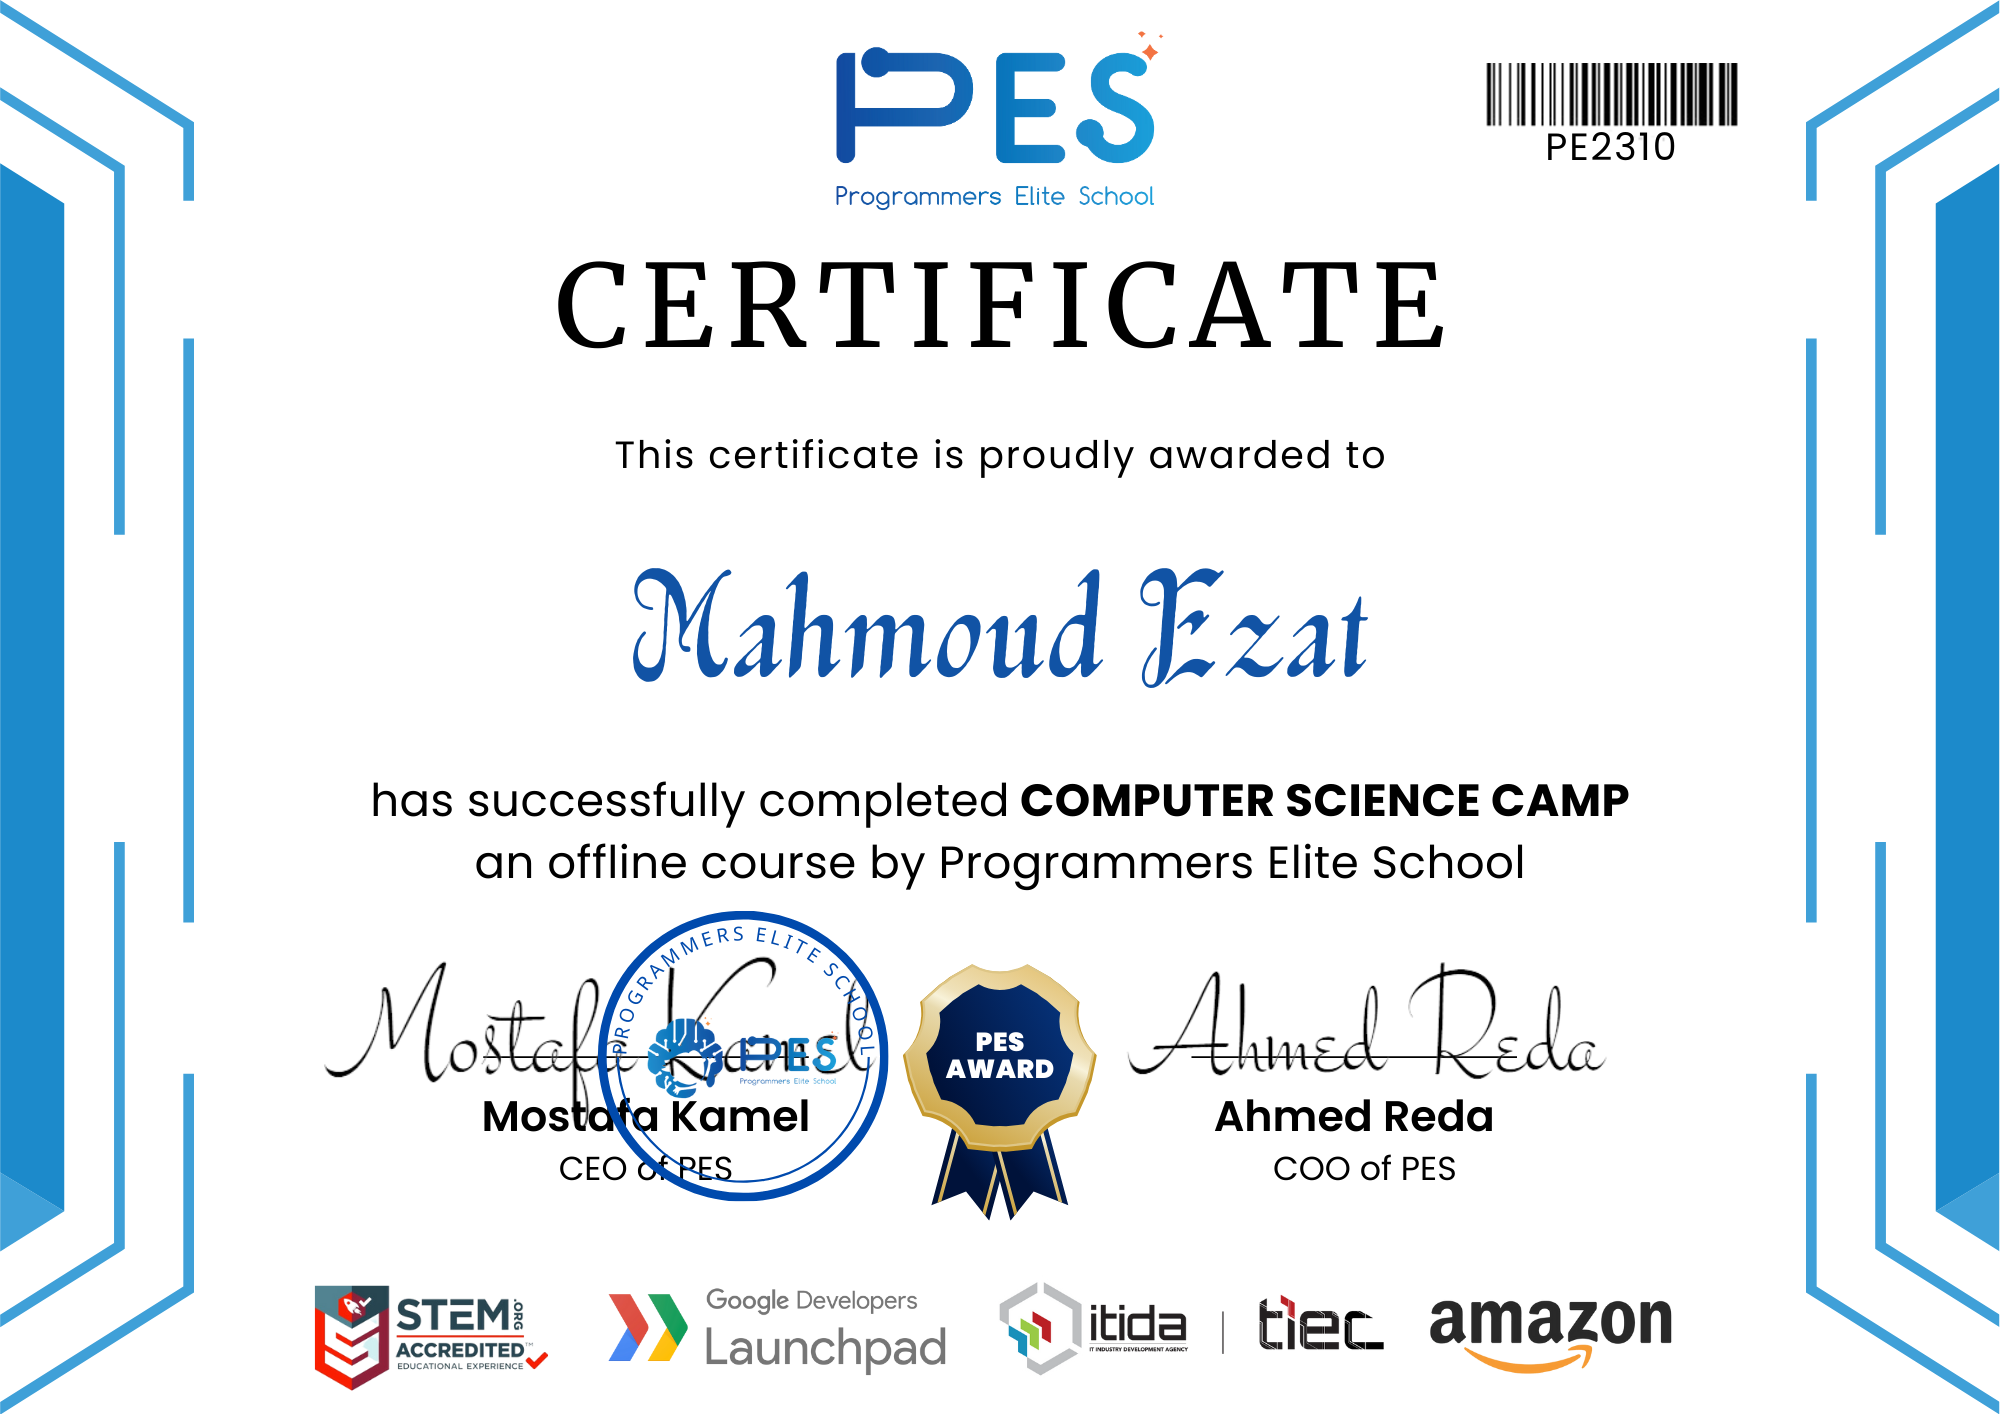 PES
Programmers Elite School
PE2310
CERTIFICATE
This certificate is proudly awarded to
Mahmoud Ezat
has successfully completed COMPUTER SCIENCE CAMP
an offline course by Programmers Elite School
Mostafa Kamel
PROGRAMMERS ELITE SCHOOL
PES
Programmers Elite School
PES
AWARD
Ahmed Reda
Mostafa Kamel
CEO of PES
Ahmed Reda
COO of PES
STEM.ORG
ACCREDITED™
EDUCATIONAL EXPERIENCE
Google Developers
Launchpad
itida
IT INDUSTRY DEVELOPMENT AGENCY
tiec
amazon